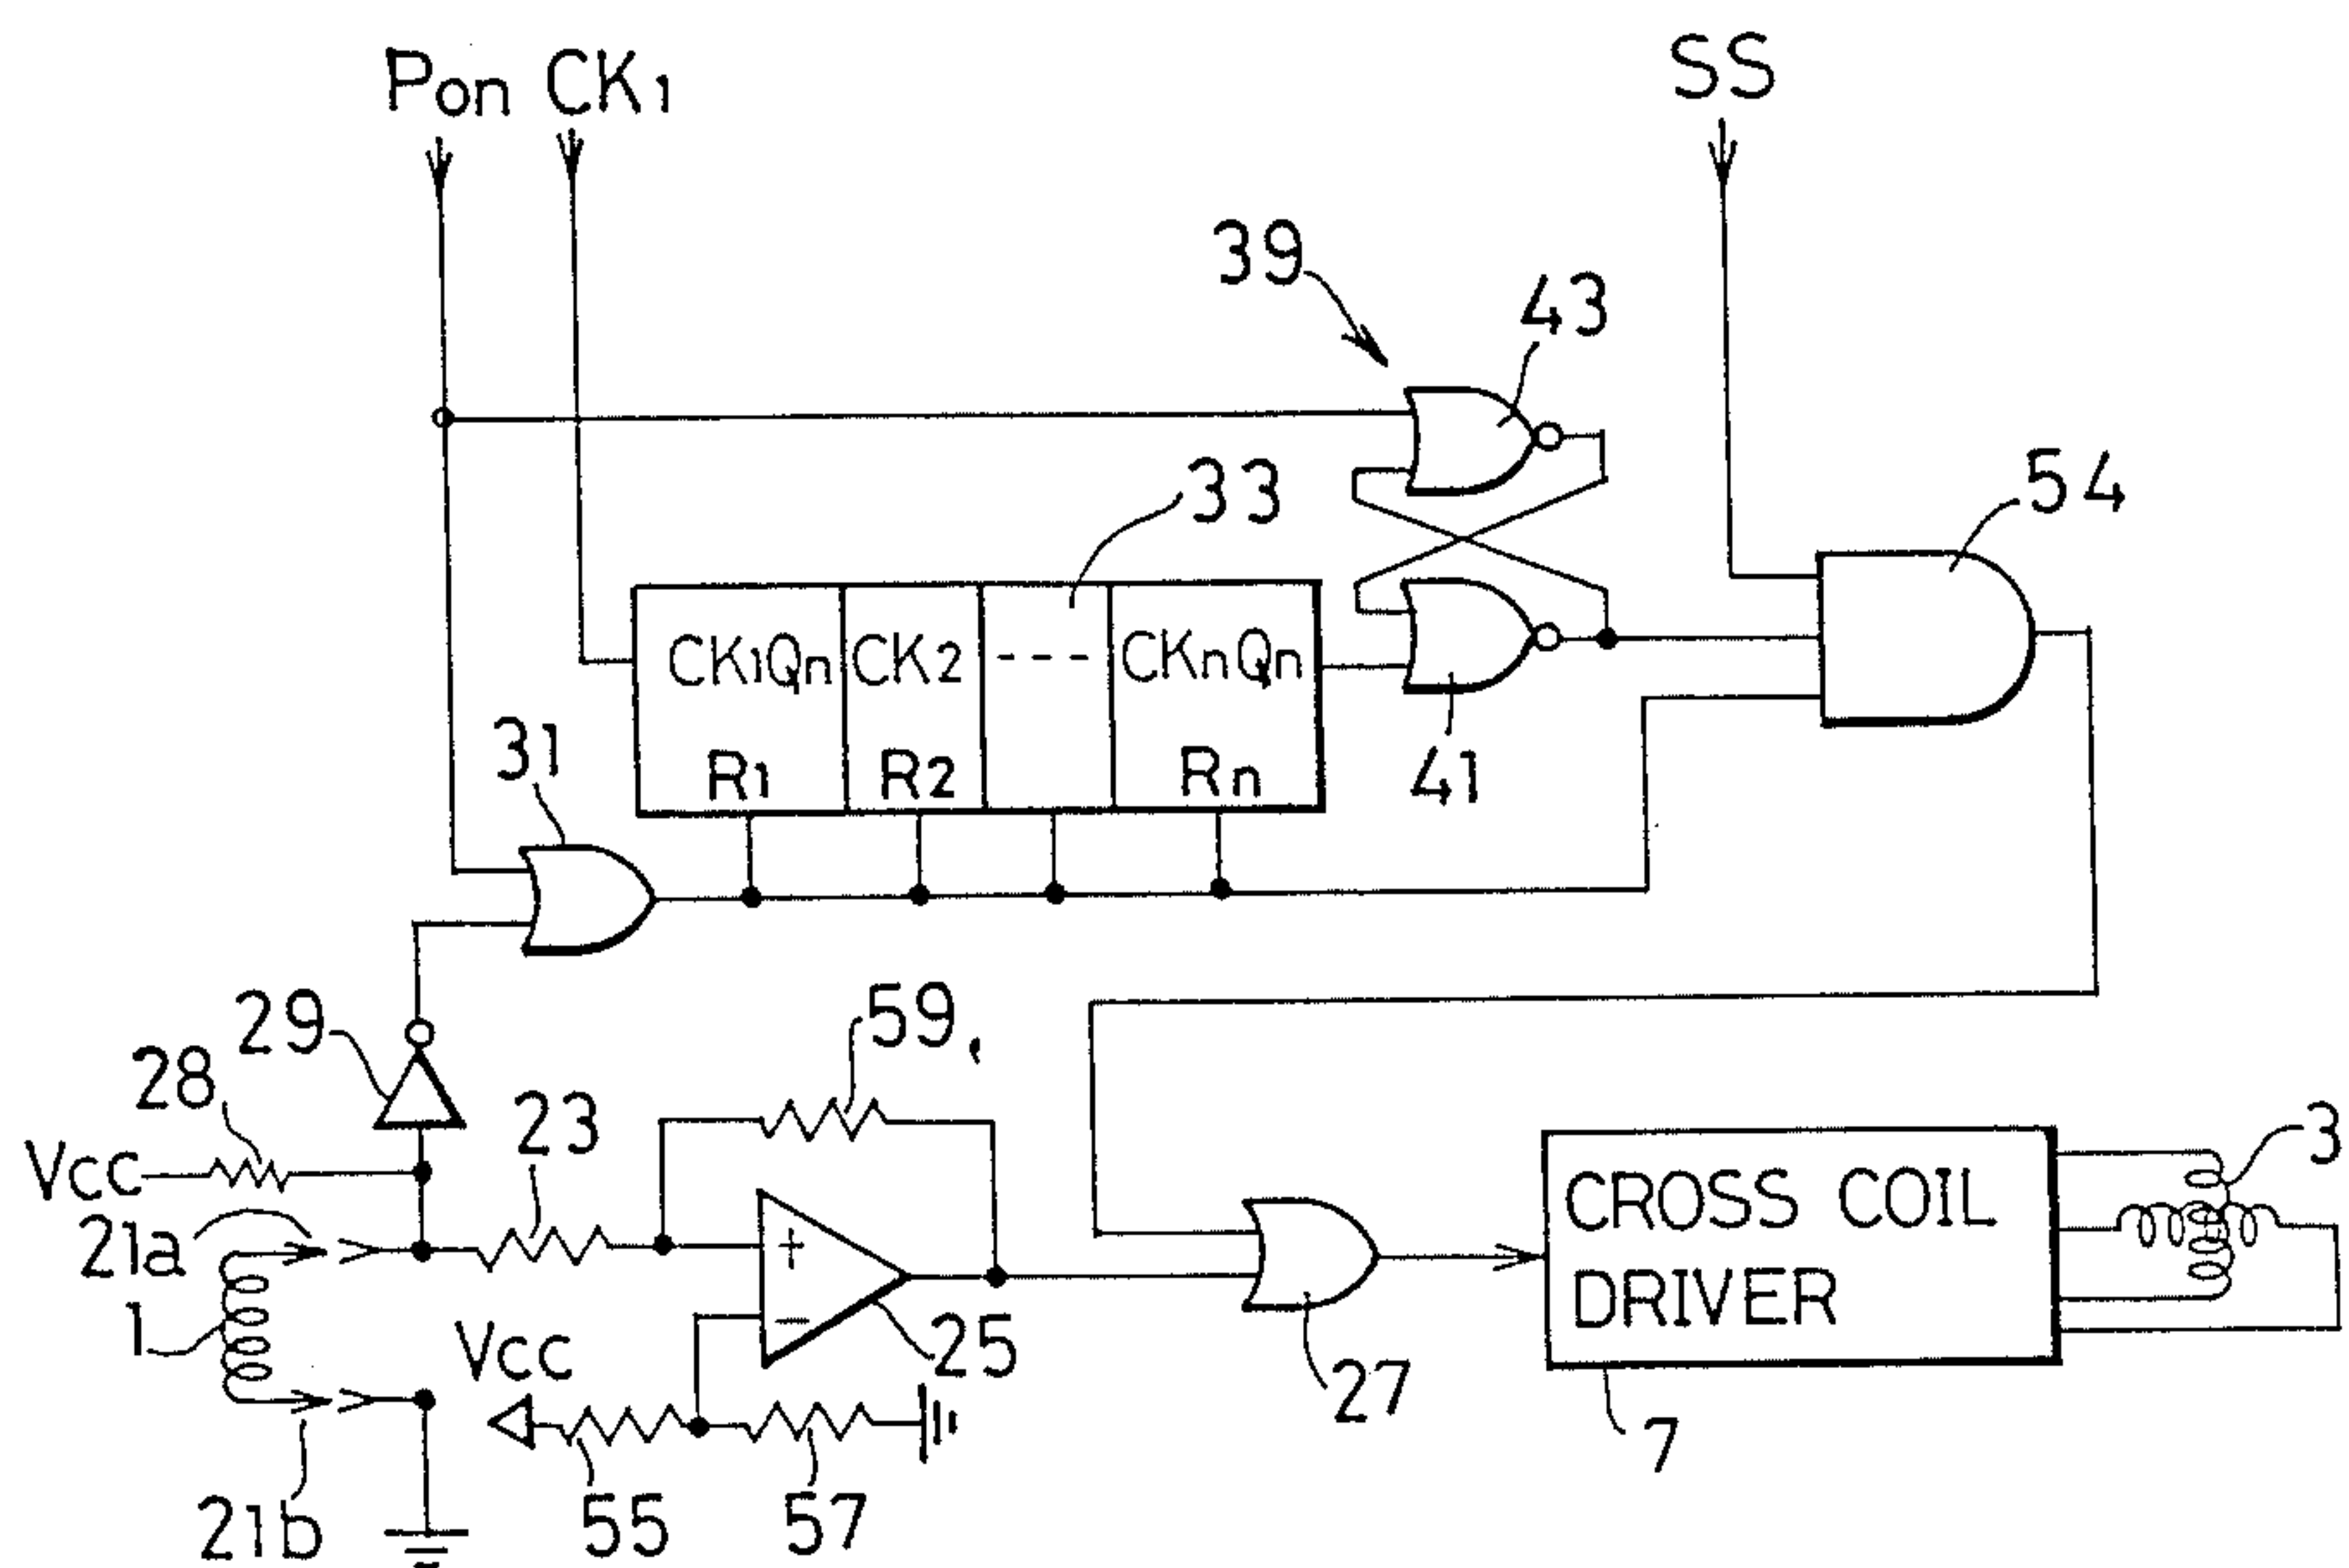 Pon CK1
SS
39
43
33
54
CK1Qn CK2 --- CKnQn
R1 R2 Rn
41
31
29
28
59
23
Vcc
21a
1
25
Vcc
27
CROSS COIL
DRIVER
3
7
55
57
21b